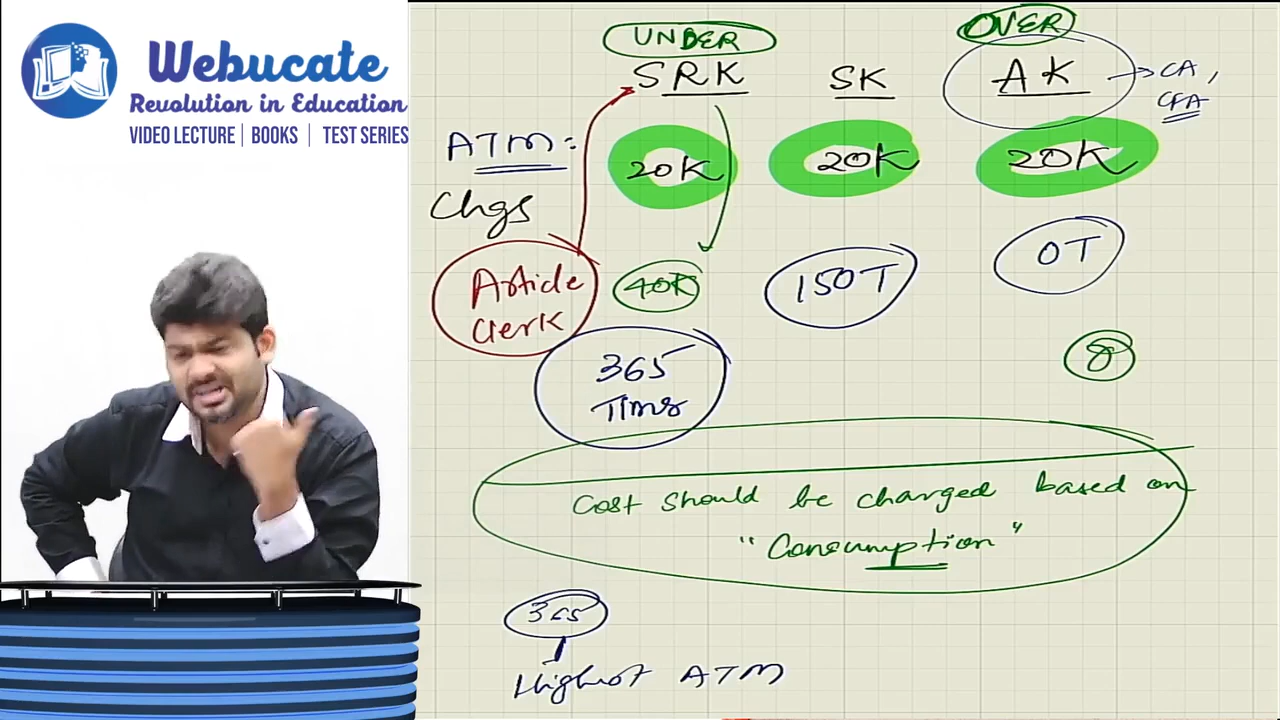 Webucate
Revolution in Education
VIDEO LECTURE | BOOKS | TEST SERIES
UNDER
OVER
SRK SK AK → CA,
CFA
ATM:
20K 20K 20K
Chgs
Article
Clerk
40K 150T 0T
365
Times
8
Cost should be charged based on
"Consumption"
365
Highest ATM